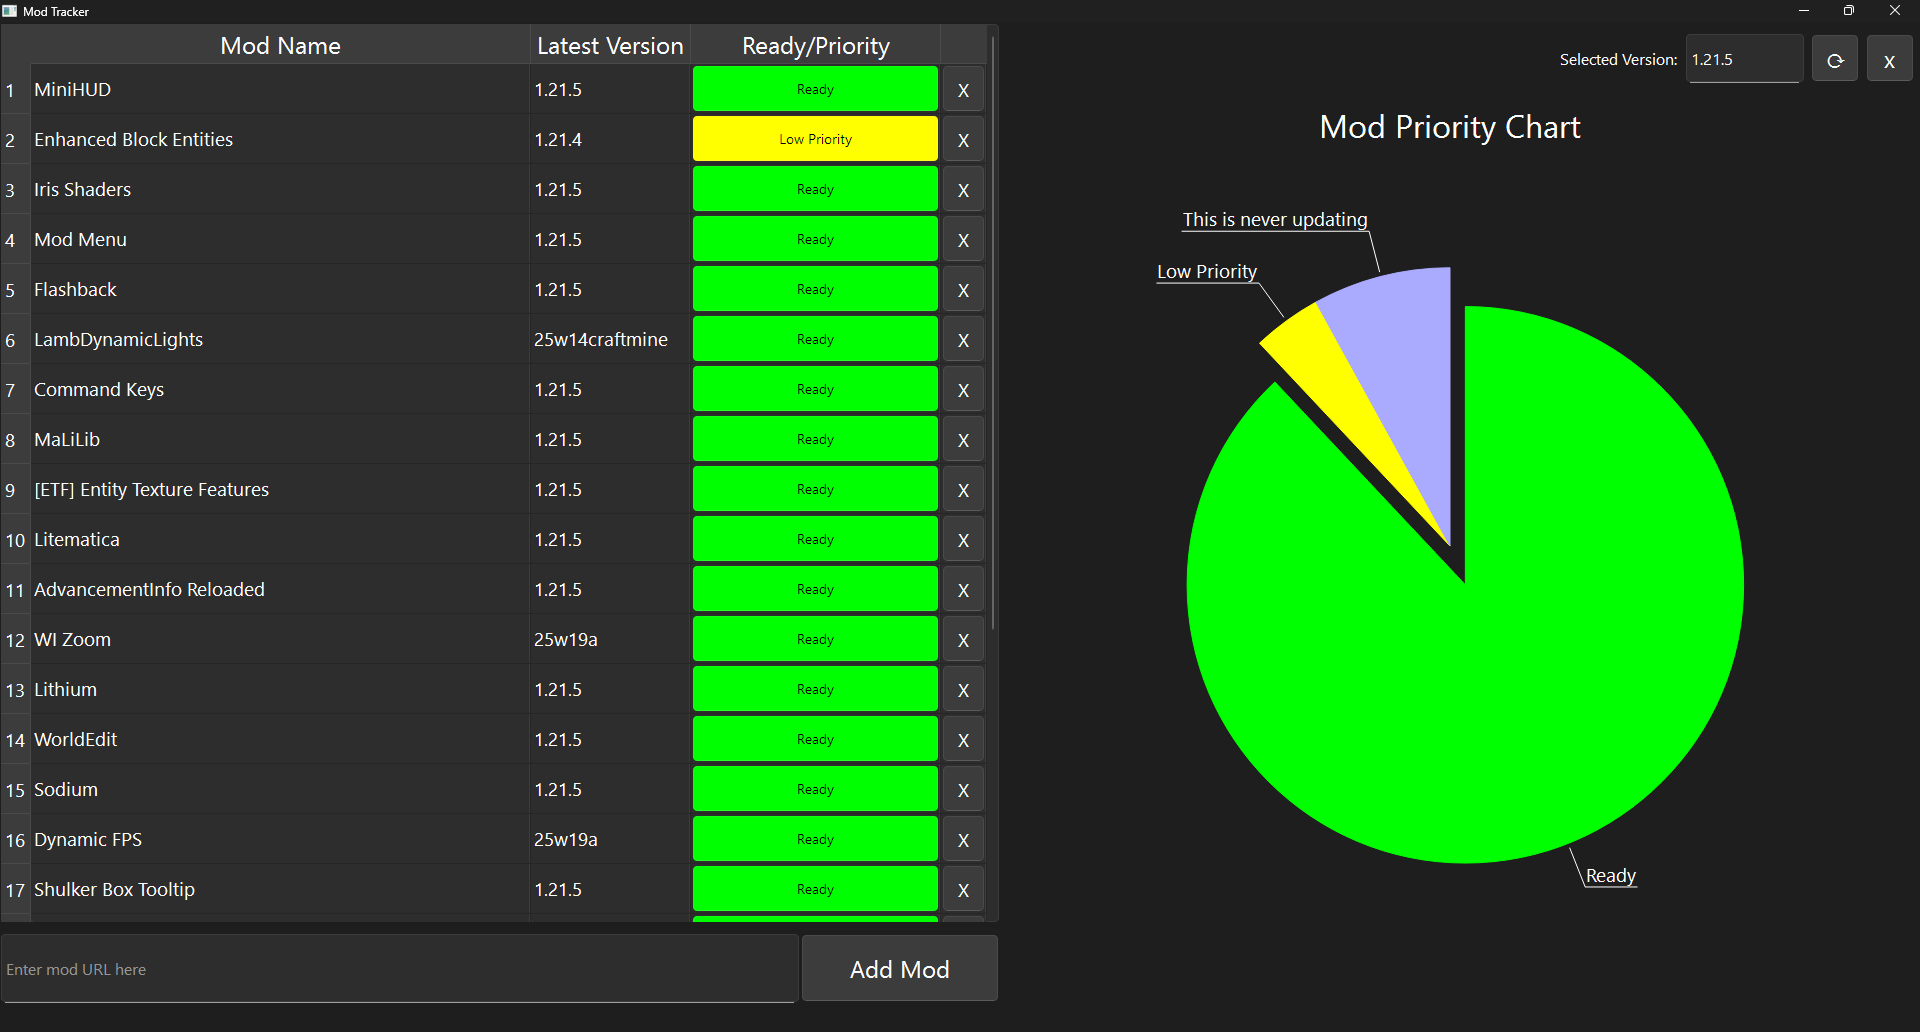 Mod Tracker
Mod Name Latest Version Ready/Priority
1 MiniHUD 1.21.5 Ready X
2 Enhanced Block Entities 1.21.4 Low Priority X
3 Iris Shaders 1.21.5 Ready X
4 Mod Menu 1.21.5 Ready X
5 Flashback 1.21.5 Ready X
6 LambDynamicLights 25w14craftmine Ready X
7 Command Keys 1.21.5 Ready X
8 MaLiLib 1.21.5 Ready X
9 [ETF] Entity Texture Features 1.21.5 Ready X
10 Litematica 1.21.5 Ready X
11 AdvancementInfo Reloaded 1.21.5 Ready X
12 WI Zoom 25w19a Ready X
13 Lithium 1.21.5 Ready X
14 WorldEdit 1.21.5 Ready X
15 Sodium 1.21.5 Ready X
16 Dynamic FPS 25w19a Ready X
17 Shulker Box Tooltip 1.21.5 Ready X
Enter mod URL here
Add Mod
Selected Version: 1.21.5 ⟳ x
Mod Priority Chart
This is never updating
Low Priority
Ready